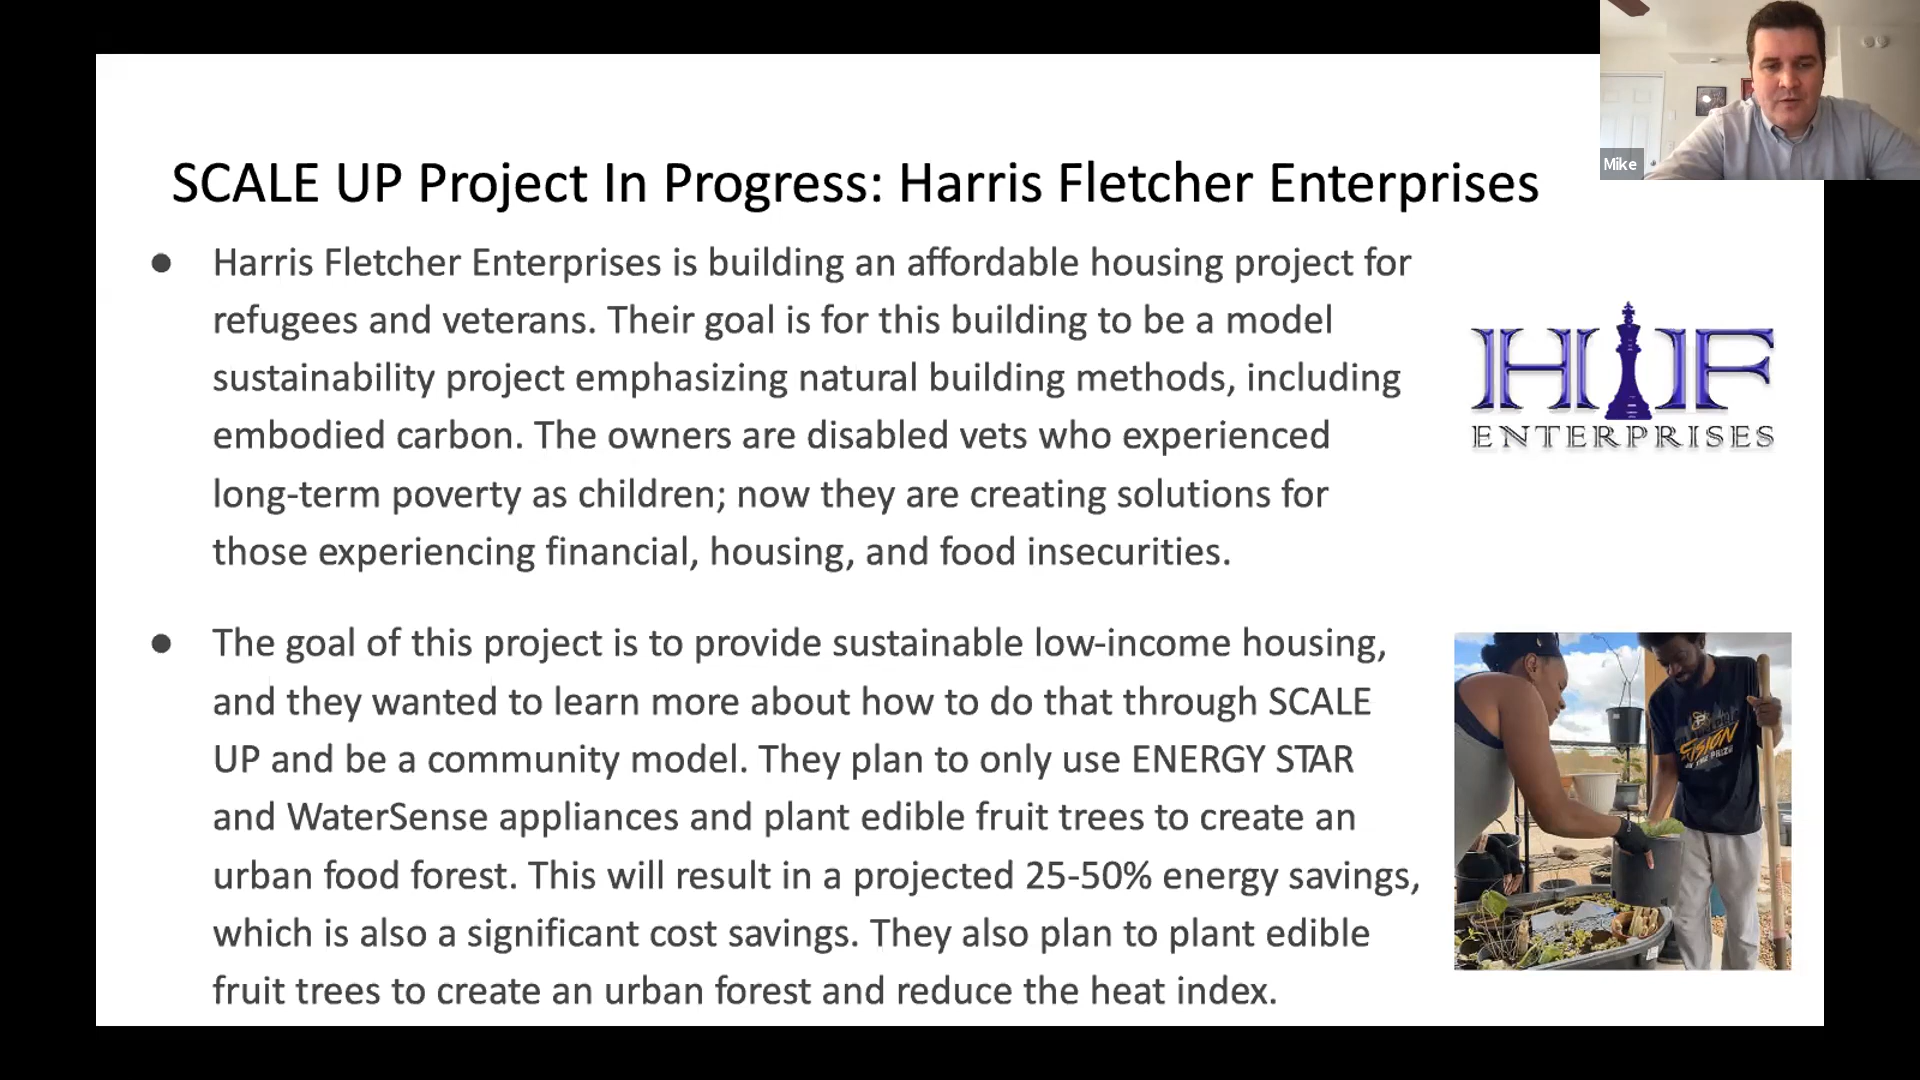 Mike
SCALE UP Project In Progress: Harris Fletcher Enterprises
● Harris Fletcher Enterprises is building an affordable housing project for
refugees and veterans. Their goal is for this building to be a model
sustainability project emphasizing natural building methods, including
embodied carbon. The owners are disabled vets who experienced
long-term poverty as children; now they are creating solutions for
those experiencing financial, housing, and food insecurities.
HF
ENTERPRISES
● The goal of this project is to provide sustainable low-income housing,
and they wanted to learn more about how to do that through SCALE
UP and be a community model. They plan to only use ENERGY STAR
and WaterSense appliances and plant edible fruit trees to create an
urban food forest. This will result in a projected 25-50% energy savings,
which is also a significant cost savings. They also plan to plant edible
fruit trees to create an urban forest and reduce the heat index.